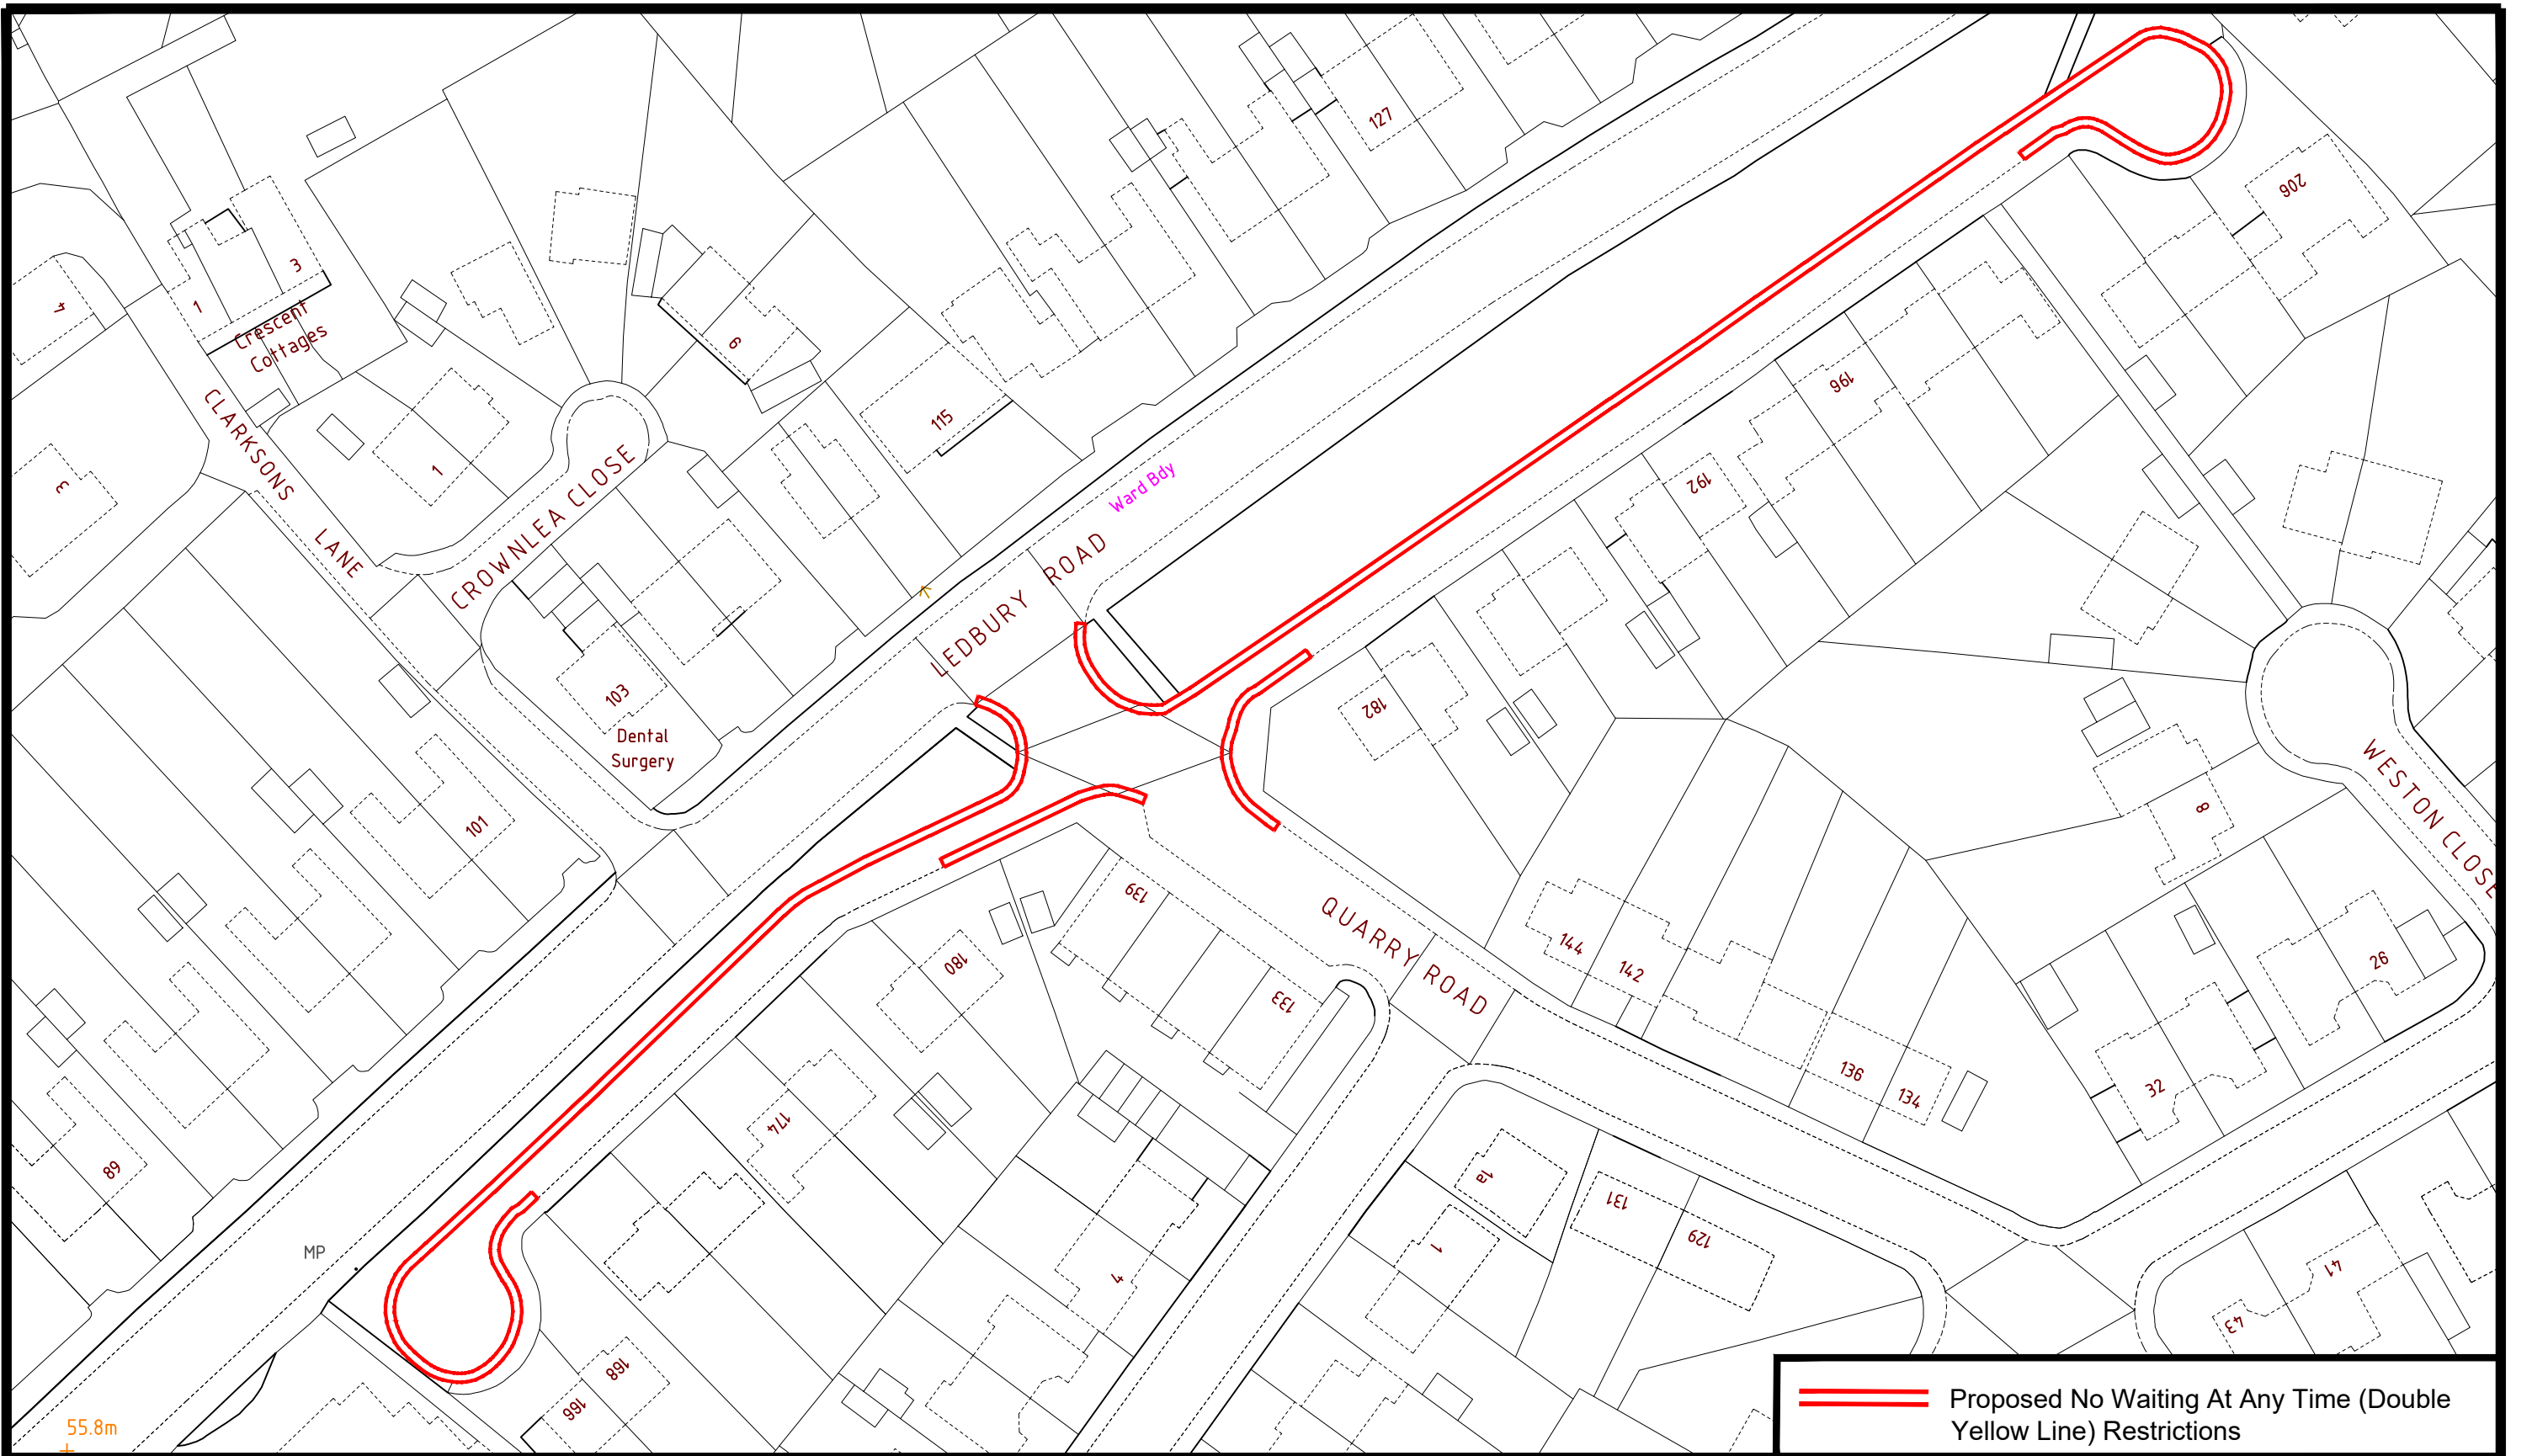 127
206
3
1
4
Crescent
Cottages
6
196
CLARKSONS
LANE
115
1
3
CROWNLEA CLOSE
Ward Bdy
192
LEDBURY ROAD
103
Dental
Surgery
182
WESTON CLOSE
8
101
139
QUARRY ROAD
180
144
142
133
26
136
134
32
174
89
1a
131
129
1
4
MP
41
43
168
166
55.8m
Proposed No Waiting At Any Time (Double
Yellow Line) Restrictions